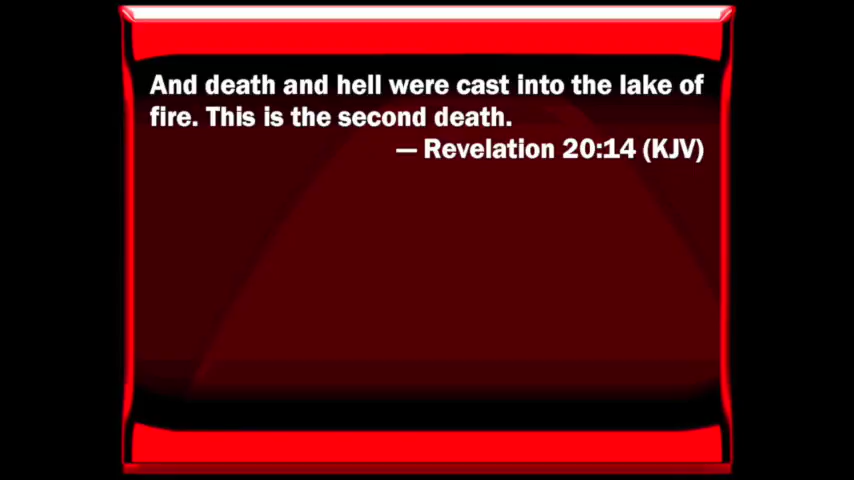 And death and hell were cast into the lake of
fire. This is the second death.
— Revelation 20:14 (KJV)